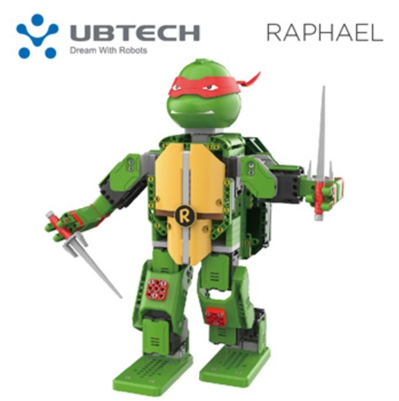 UBTECH
Dream With Robots
RAPHAEL
R